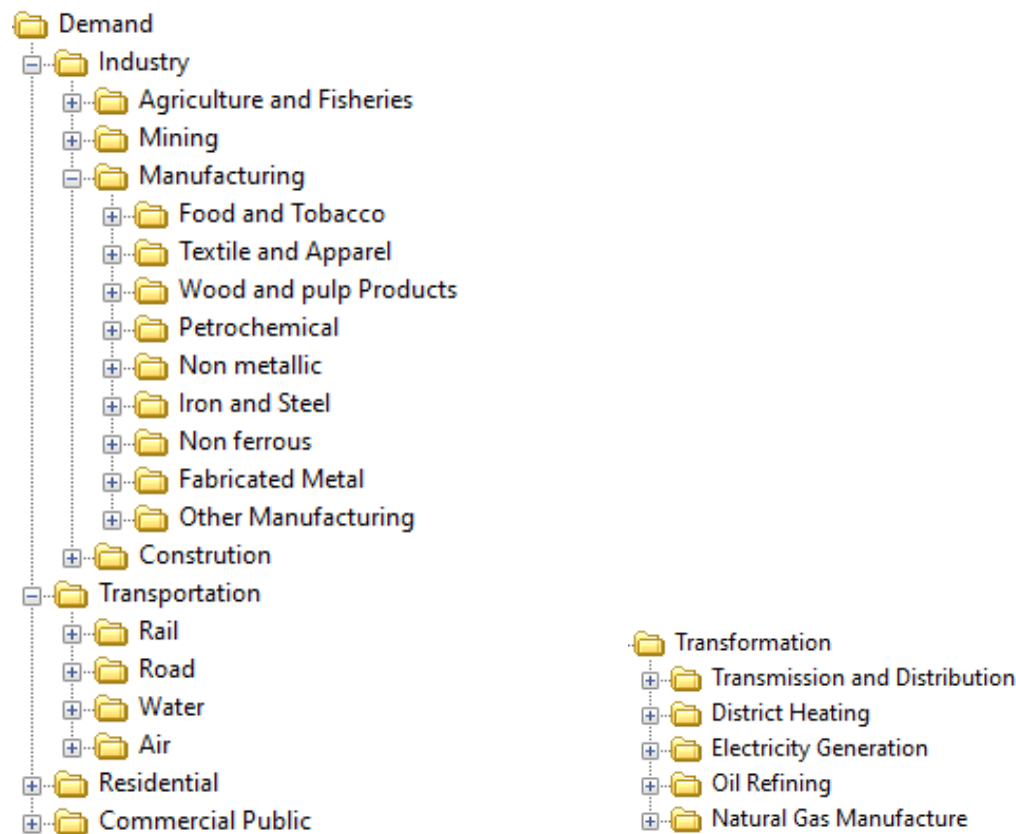 Demand
Industry
Agriculture and Fisheries
Mining
Manufacturing
Food and Tobacco
Textile and Apparel
Wood and pulp Products
Petrochemical
Non metallic
Iron and Steel
Non ferrous
Fabricated Metal
Other Manufacturing
Constrution
Transportation
Rail
Road
Water
Air
Residential
Commercial Public
Transformation
Transmission and Distribution
District Heating
Electricity Generation
Oil Refining
Natural Gas Manufacture